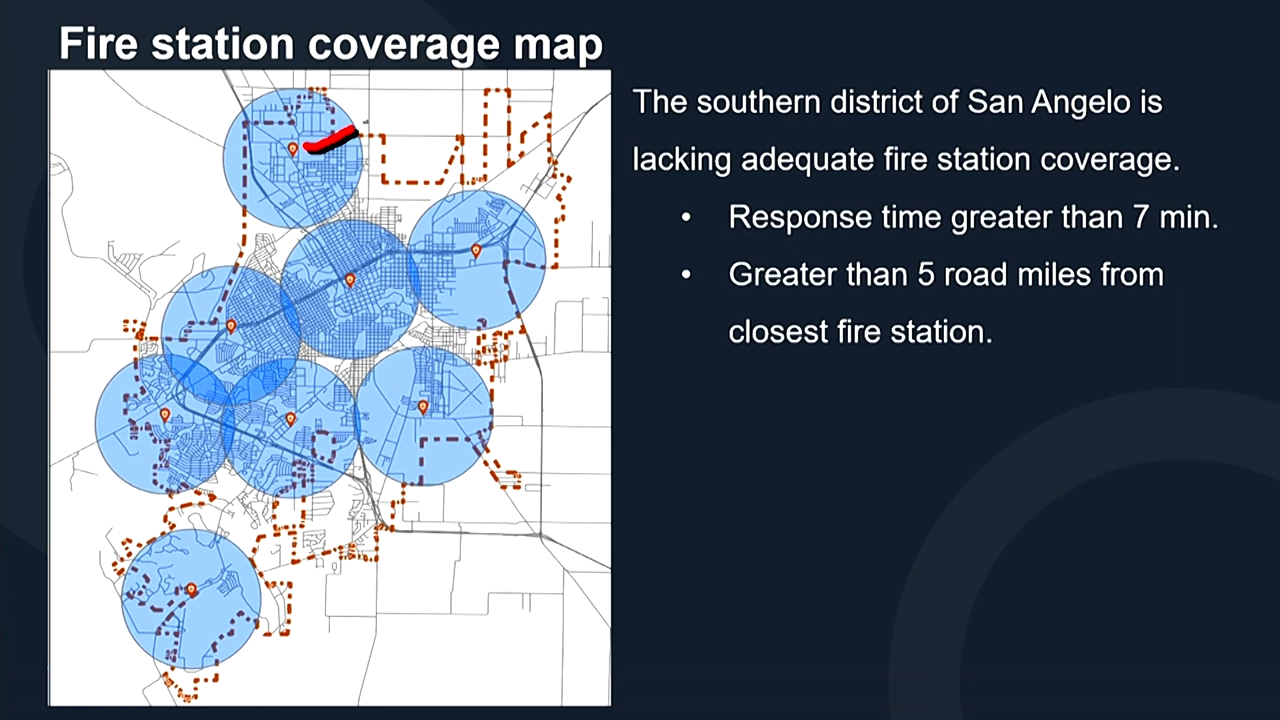 Fire station coverage map
The southern district of San Angelo is
lacking adequate fire station coverage.
• Response time greater than 7 min.
• Greater than 5 road miles from
closest fire station.